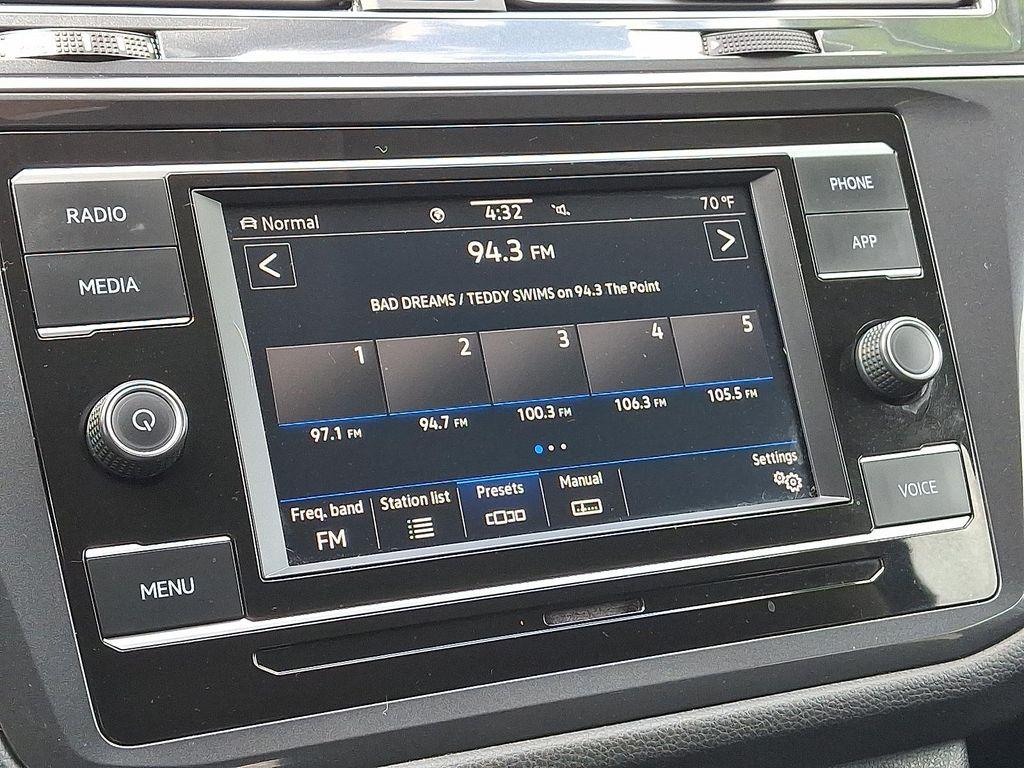 RADIO
MEDIA
MENU
Normal
4:32
70 °F
<
94.3 FM
>
BAD DREAMS / TEDDY SWIMS on 94.3 The Point
1
2
3
4
5
97.1 FM
94.7 FM
100.3 FM
106.3 FM
105.5 FM
Freq. band
FM
Station list
Presets
Manual
Settings
PHONE
APP
VOICE